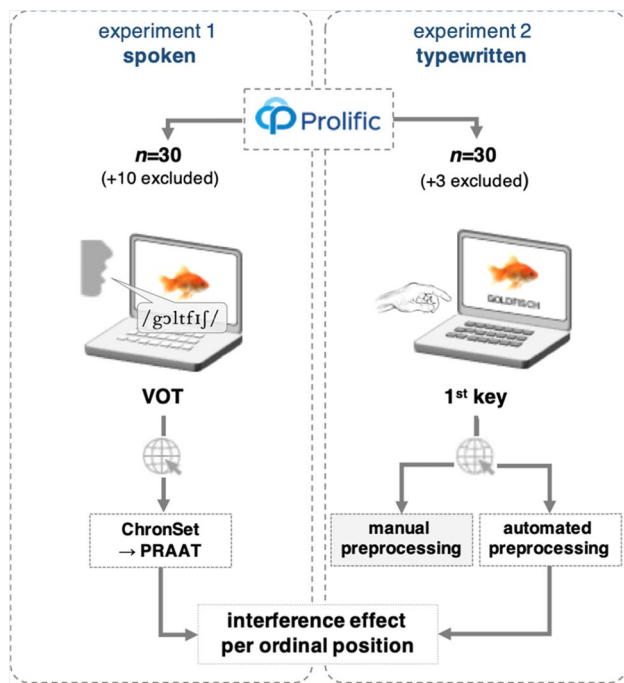 experiment 1
spoken
experiment 2
typewritten
Prolific
n=30
(+10 excluded)
n=30
(+3 excluded)
/gɔltfɪʃ/
GOLDFISCH
VOT
1st key
ChronSet
→ PRAAT
manual
preprocessing
automated
preprocessing
interference effect
per ordinal position